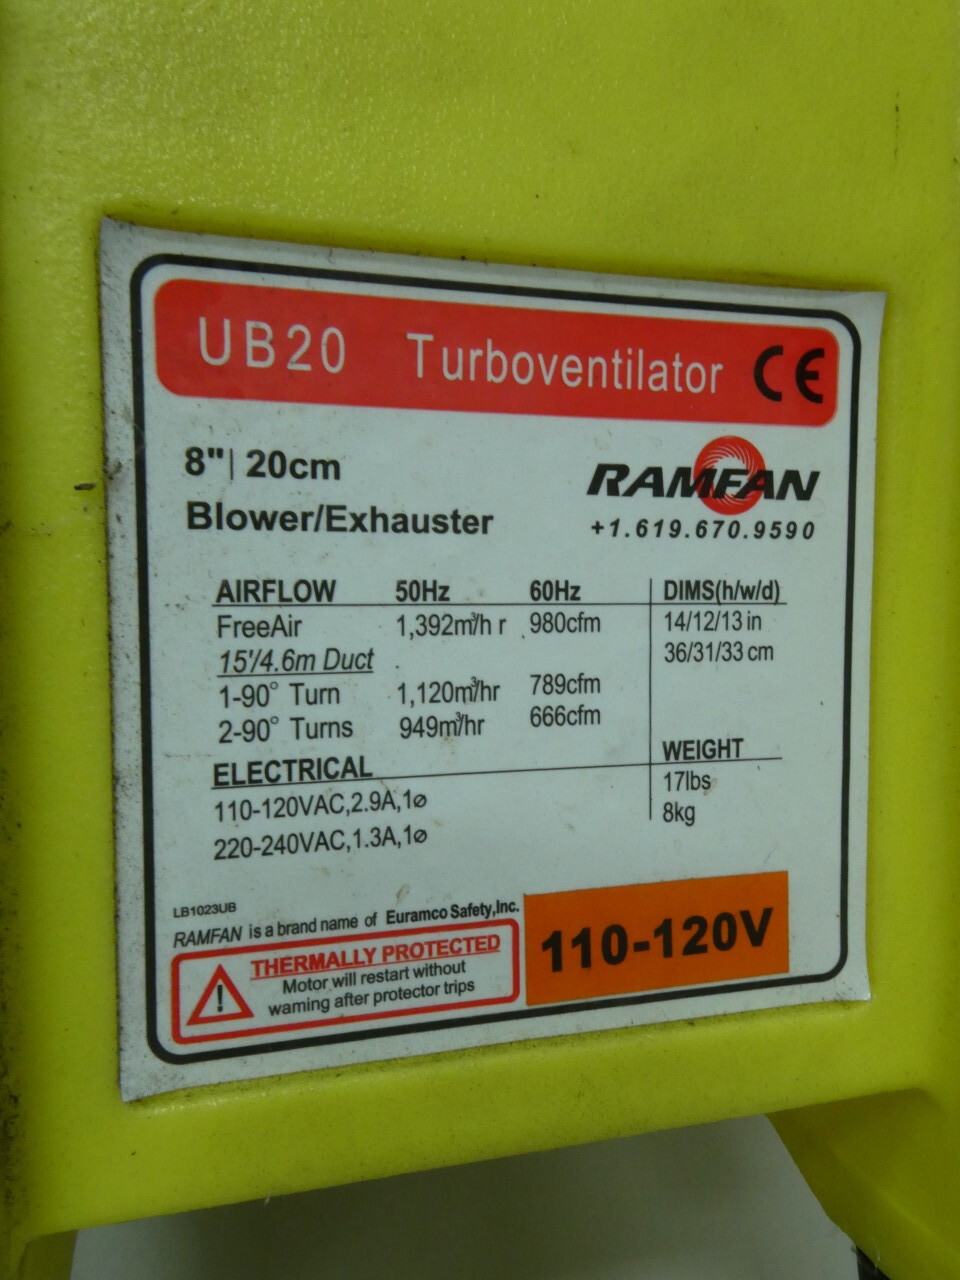 UB20 Turboventilator CE
8"| 20cm
Blower/Exhauster
RAMFAN
+1.619.670.9590
AIRFLOW 50Hz 60Hz DIMS(h/w/d)
FreeAir 1,392m³/h r 980cfm 14/12/13 in
15'/4.6m Duct 36/31/33 cm
1-90° Turn 1,120m³/hr 789cfm
2-90° Turns 949m³/hr 666cfm
ELECTRICAL WEIGHT
110-120VAC,2.9A,1ø 17lbs
220-240VAC,1.3A,1ø 8kg
LB1023UB
RAMFAN is a brand name of Euramco Safety,Inc.
THERMALLY PROTECTED
Motor will restart without
warning after protector trips
110-120V